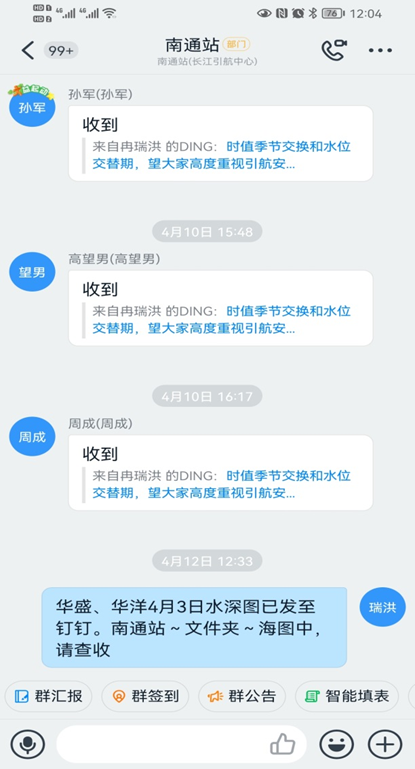 HD 1 4G 4G 76 12:04
HD 2
99+
南通站 部门
南通站(长江引航中心)
孙军(孙军)
孙军
收到
来自冉瑞洪 的DING：时值季节交换和水位
交替期，望大家高度重视引航安...
4月10日 15:48
高望男(高望男)
望男
收到
来自冉瑞洪 的DING：时值季节交换和水位
交替期，望大家高度重视引航安...
4月10日 16:17
周成(周成)
周成
收到
来自冉瑞洪 的DING：时值季节交换和水位
交替期，望大家高度重视引航安...
4月12日 12:33
华盛、华洋4月3日水深图已发至
钉钉。南通站～文件夹～海图中，
请查收
瑞洪
群汇报 群签到 群公告 智能填表